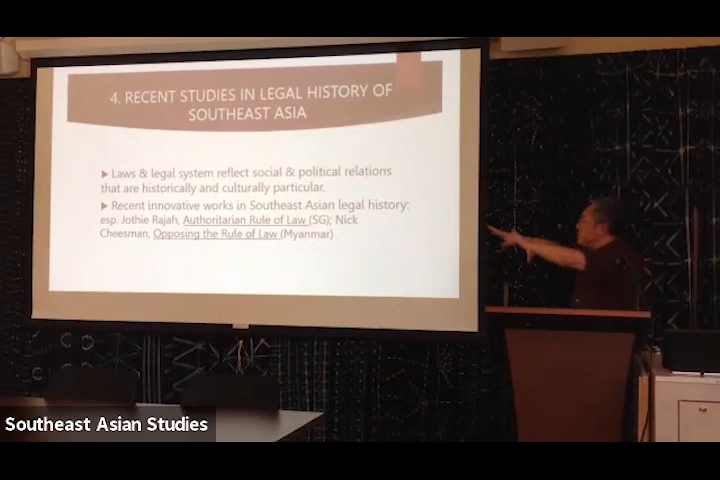 4. RECENT STUDIES IN LEGAL HISTORY OF
SOUTHEAST ASIA
▶ Laws & legal system reflect social & political relations
that are historically and culturally particular.
▶ Recent innovative works in Southeast Asian legal history:
esp. Jothie Rajah, Authoritarian Rule of Law (SG); Nick
Cheesman, Opposing the Rule of Law (Myanmar)
Southeast Asian Studies